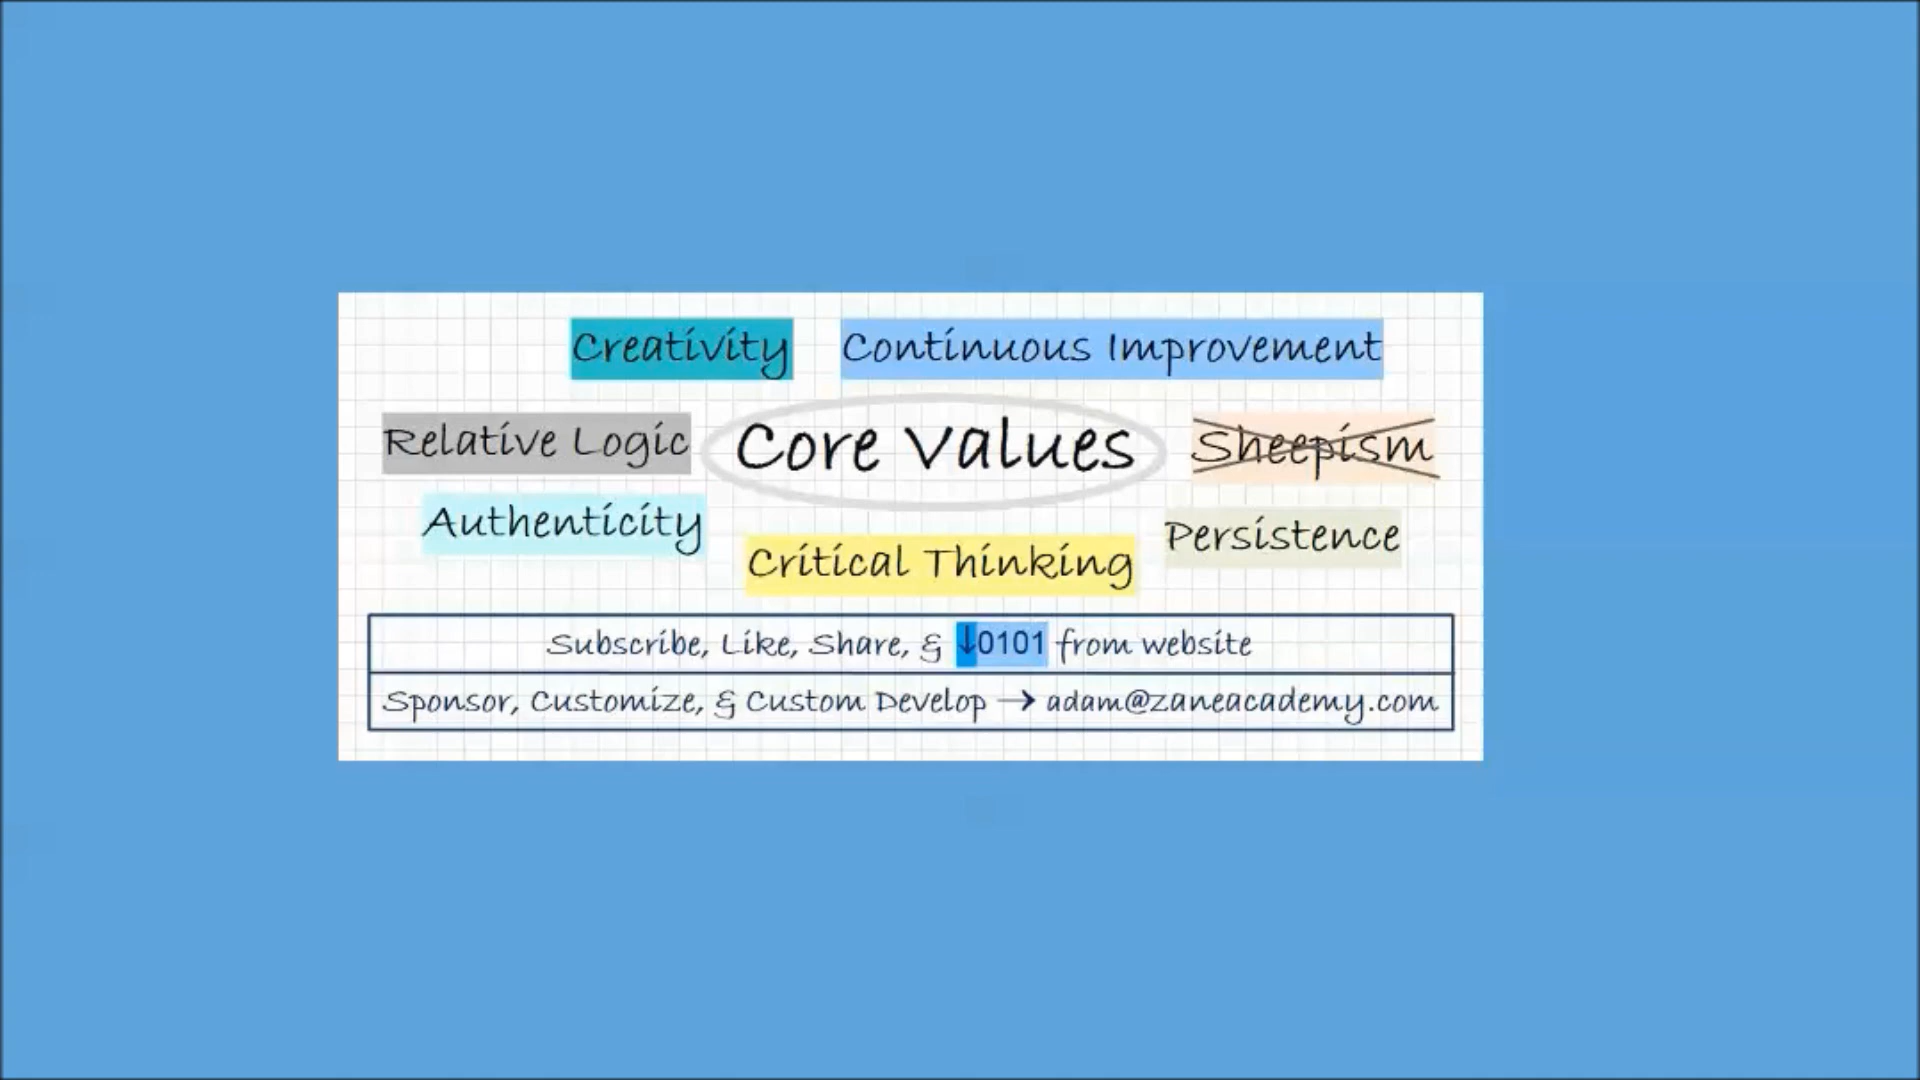 Creativity Continuous Improvement
Relative Logic Core Values Sheepism
Authenticity Critical Thinking Persistence
Subscribe, Like, Share, & ↓0101 from website
Sponsor, Customize, & Custom Develop → adam@zaneacademy.com